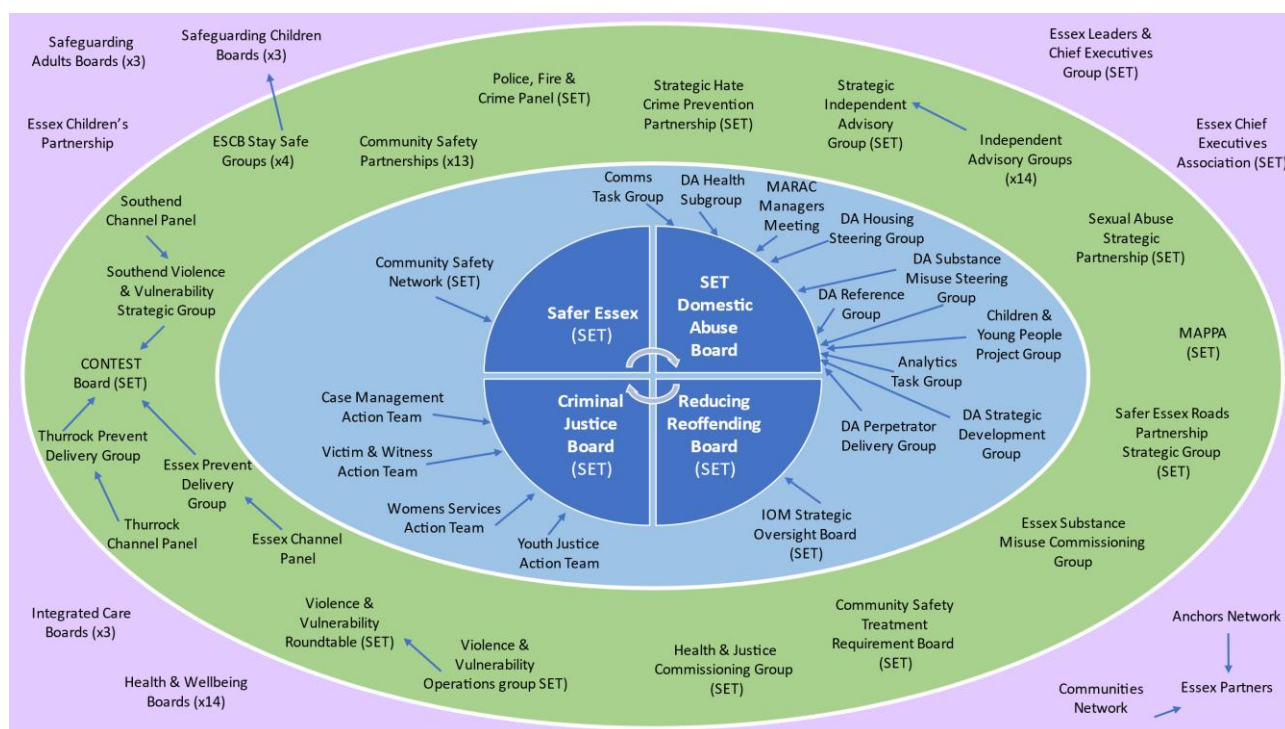 Safeguarding
Adults Boards (x3)
Safeguarding Children
Boards (x3)
Essex Leaders &
Chief Executives
Group (SET)
Essex Children's
Partnership
Essex Chief
Executives
Association (SET)
Police, Fire &
Crime Panel (SET)
Strategic Hate
Crime Prevention
Partnership (SET)
Strategic
Independent
Advisory
Group (SET)
Independent
Advisory Groups
(x14)
ESCB Stay Safe
Groups (x4)
Community Safety
Partnerships (x13)
Southend
Channel Panel
Southend Violence
& Vulnerability
Strategic Group
CONTEST
Board (SET)
Thurrock Prevent
Delivery Group
Essex Prevent
Delivery
Group
Thurrock
Channel Panel
Essex Channel
Panel
Sexual Abuse
Strategic
Partnership (SET)
MAPPA
(SET)
Safer Essex Roads
Partnership
Strategic Group
(SET)
Essex Substance
Misuse Commissioning
Group
Comms
Task Group
DA Health
Subgroup
MARAC
Managers
Meeting
DA Housing
Steering Group
DA Substance
Misuse Steering
Group
DA Reference
Group
Children &
Young People
Project Group
Analytics
Task Group
DA Strategic
Development
Group
DA Perpetrator
Delivery Group
Community Safety
Network (SET)
Safer Essex
(SET)
SET
Domestic
Abuse
Board
Criminal
Justice
Board
(SET)
Reducing
Reoffending
Board
(SET)
Case Management
Action Team
Victim & Witness
Action Team
Womens Services
Action Team
Youth Justice
Action Team
IOM Strategic
Oversight Board
(SET)
Violence &
Vulnerability
Roundtable (SET)
Violence &
Vulnerability
Operations group SET)
Health & Justice
Commissioning Group
(SET)
Community Safety
Treatment
Requirement Board
(SET)
Integrated Care
Boards (x3)
Health & Wellbeing
Boards (x14)
Anchors Network
Communities
Network
Essex Partners